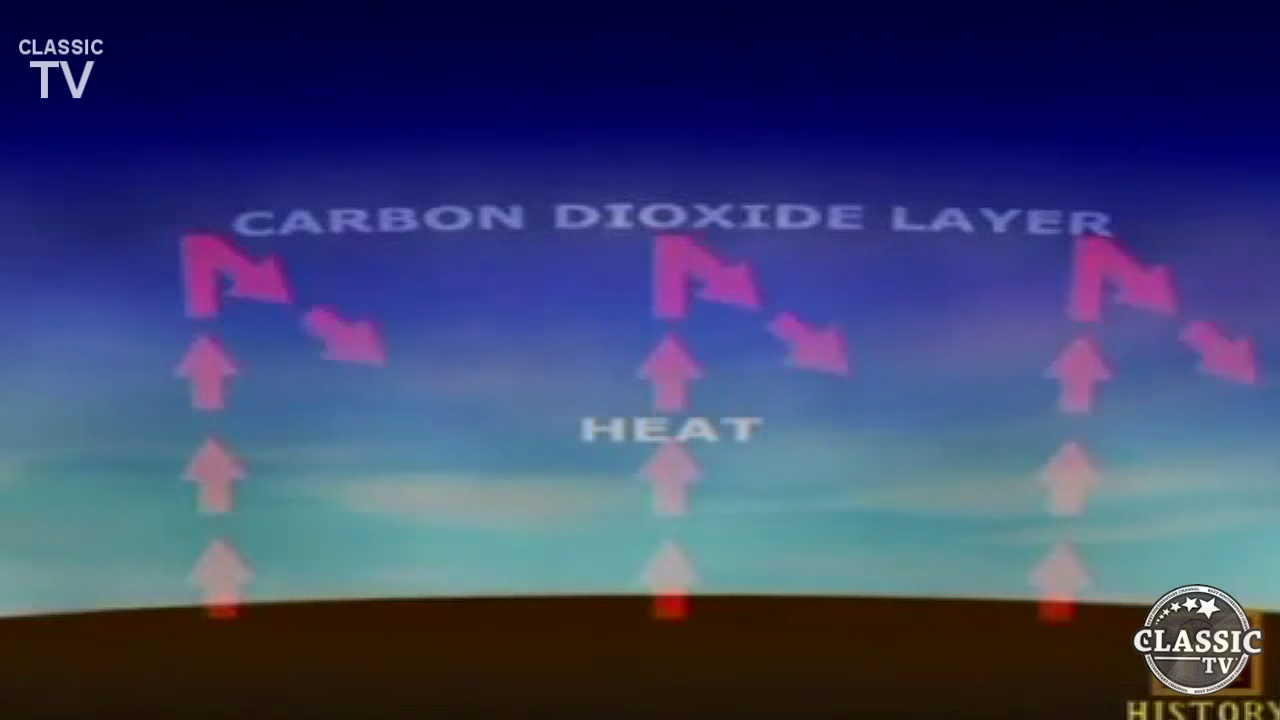 CLASSIC
TV
CARBON DIOXIDE LAYER
HEAT
CLASSIC
TV
HISTORY